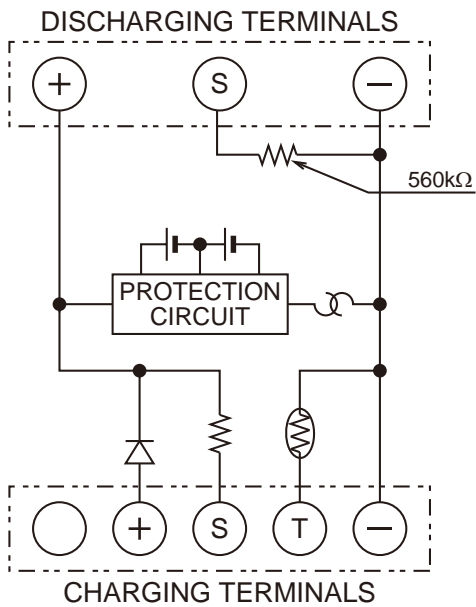 DISCHARGING TERMINALS
+ S −
560kΩ
PROTECTION
CIRCUIT
+ S T −
CHARGING TERMINALS